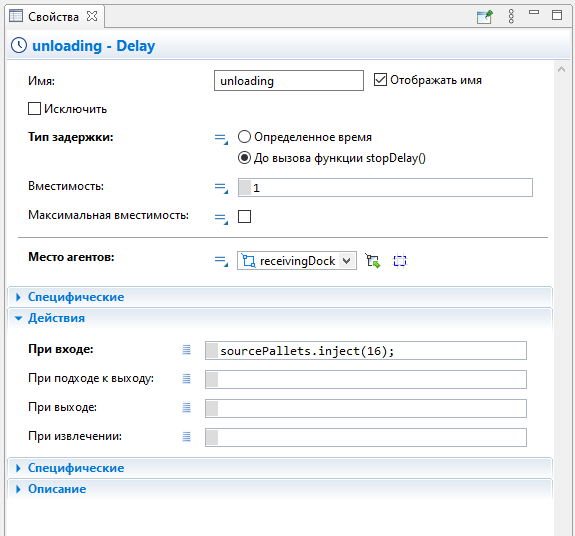 Свойства
unloading - Delay
Имя: unloading Отображать имя
Исключить
Тип задержки: Определенное время
До вызова функции stopDelay()
Вместимость: 1
Максимальная вместимость:
Место агентов: receivingDock
Специфические
Действия
При входе: sourcePallets.inject(16);
При подходе к выходу:
При выходе:
При извлечении:
Специфические
Описание